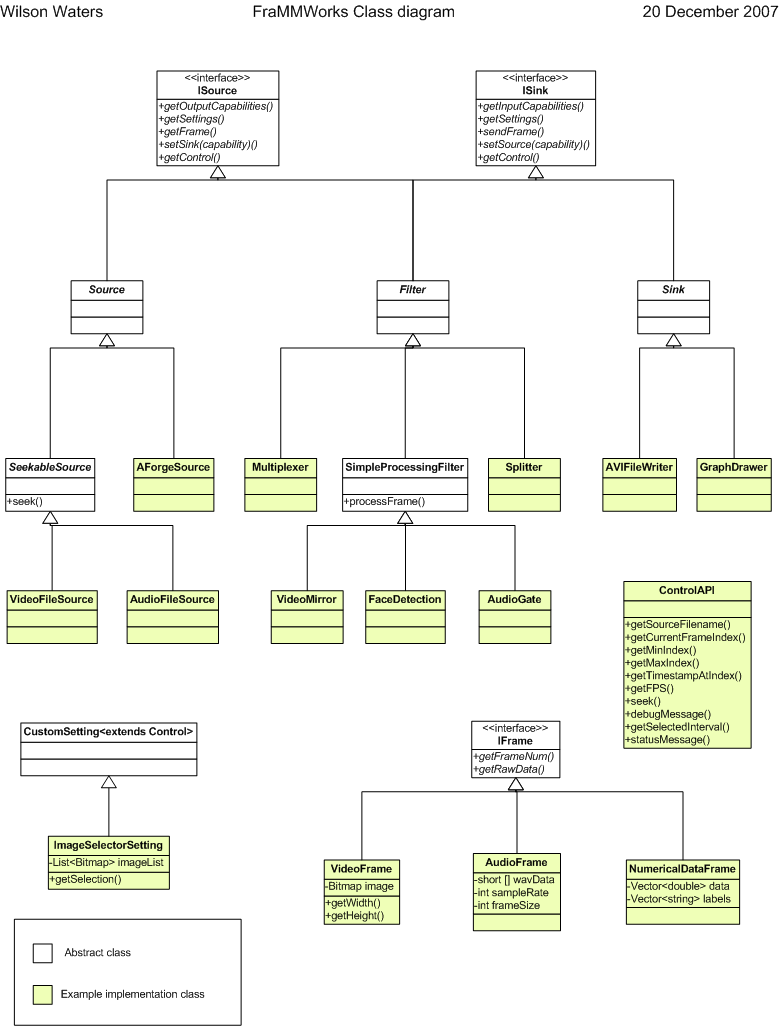 Wilson Waters
FraMMWorks Class diagram
20 December 2007
<<interface>>
ISource
+getOutputCapabilities()
+getSettings()
+getFrame()
+setSink(capability)()
+getControl()
<<interface>>
ISink
+getInputCapabilities()
+getSettings()
+sendFrame()
+setSource(capability)()
+getControl()
Source
Filter
Sink
SeekableSource
+seek()
AForgeSource
Multiplexer
SimpleProcessingFilter
+processFrame()
Splitter
AVIFileWriter
GraphDrawer
VideoFileSource
AudioFileSource
VideoMirror
FaceDetection
AudioGate
ControlAPI
+getSourceFilename()
+getCurrentFrameIndex()
+getMinIndex()
+getMaxIndex()
+getTimestampAtIndex()
+getFPS()
+seek()
+debugMessage()
+getSelectedInterval()
+statusMessage()
CustomSetting<extends Control>
<<interface>>
IFrame
+getFrameNum()
+getRawData()
ImageSelectorSetting
-List<Bitmap> imageList
+getSelection()
VideoFrame
-Bitmap image
+getWidth()
+getHeight()
AudioFrame
-short [] wavData
-int sampleRate
-int frameSize
NumericalDataFrame
-Vector<double> data
-Vector<string> labels
Abstract class
Example implementation class